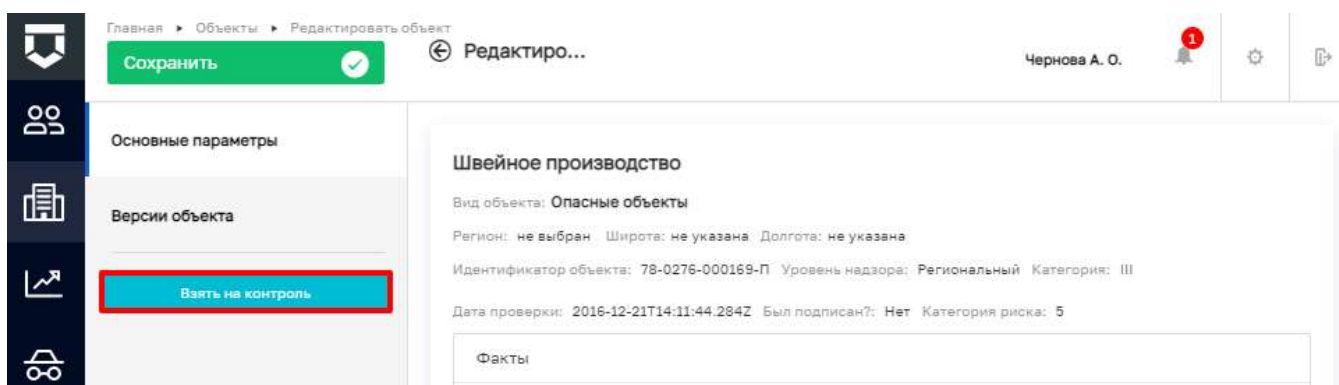 Главная ▸ Объекты ▸ Редактировать объект
Сохранить
Редактиро...
Чернова А. О.
1
Основные параметры
Версии объекта
Взять на контроль
Швейное производство
Вид объекта: Опасные объекты
Регион: не выбран Широта: не указана Долгота: не указана
Идентификатор объекта: 78-0276-000169-П Уровень надзора: Региональный Категория: III
Дата проверки: 2016-12-21T14:11:44.284Z Был подписан?: Нет Категория риска: 5
Факты